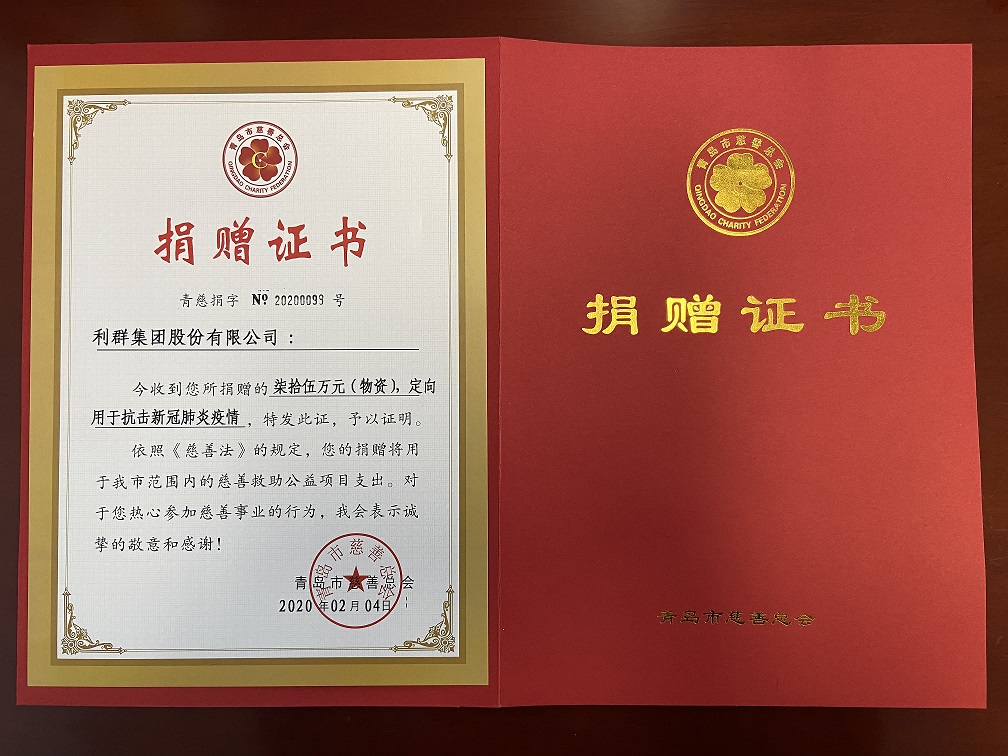 青岛市慈善总会
QINGDAO CHARITY FEDERATION
捐赠证书
青慈捐字 № 20200099 号
利群集团股份有限公司：
今收到您所捐赠的柒拾伍万元（物资），定向
用于抗击新冠肺炎疫情，特发此证，予以证明。
依照《慈善法》的规定，您的捐赠将用
于我市范围内的慈善救助公益项目支出。对
于您热心参加慈善事业的行为，我会表示诚
挚的敬意和感谢！
青岛市慈善总会
2020年02月04日
青岛市慈善总会
青岛市慈善总会
QINGDAO CHARITY FEDERATION
捐赠证书
青岛市慈善总会